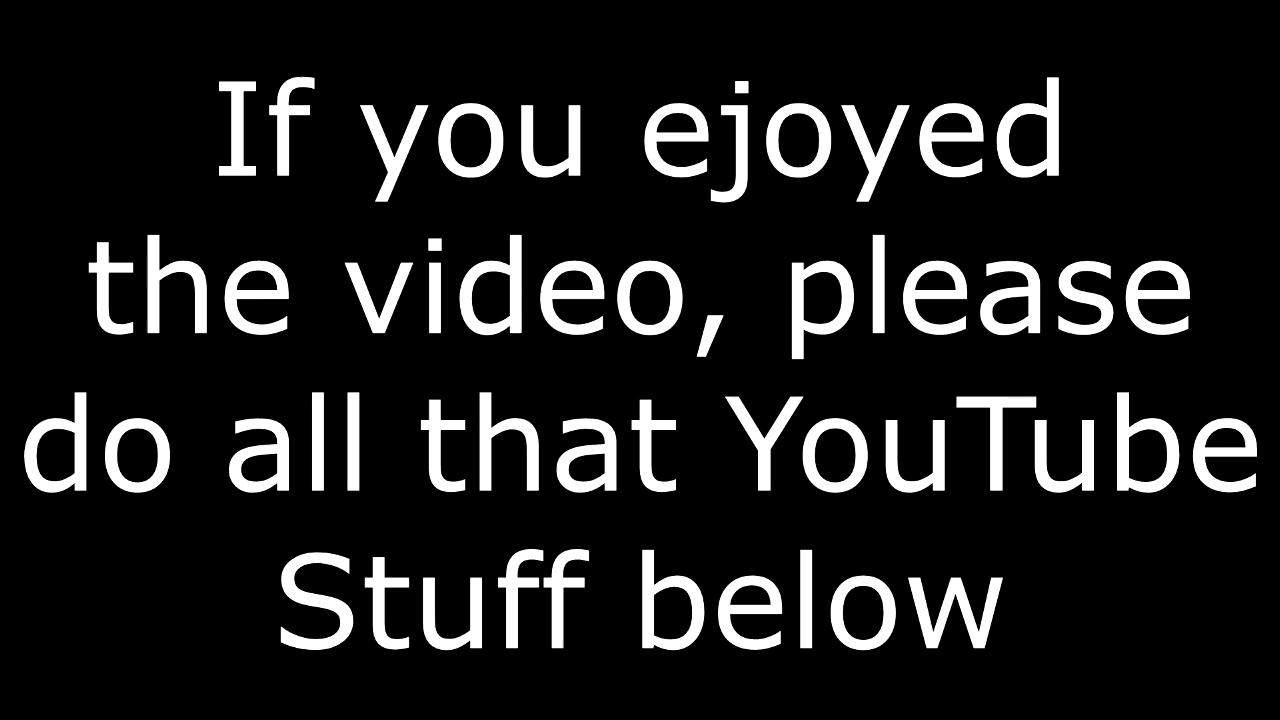 If you ejoyed
the video, please
do all that YouTube
Stuff below